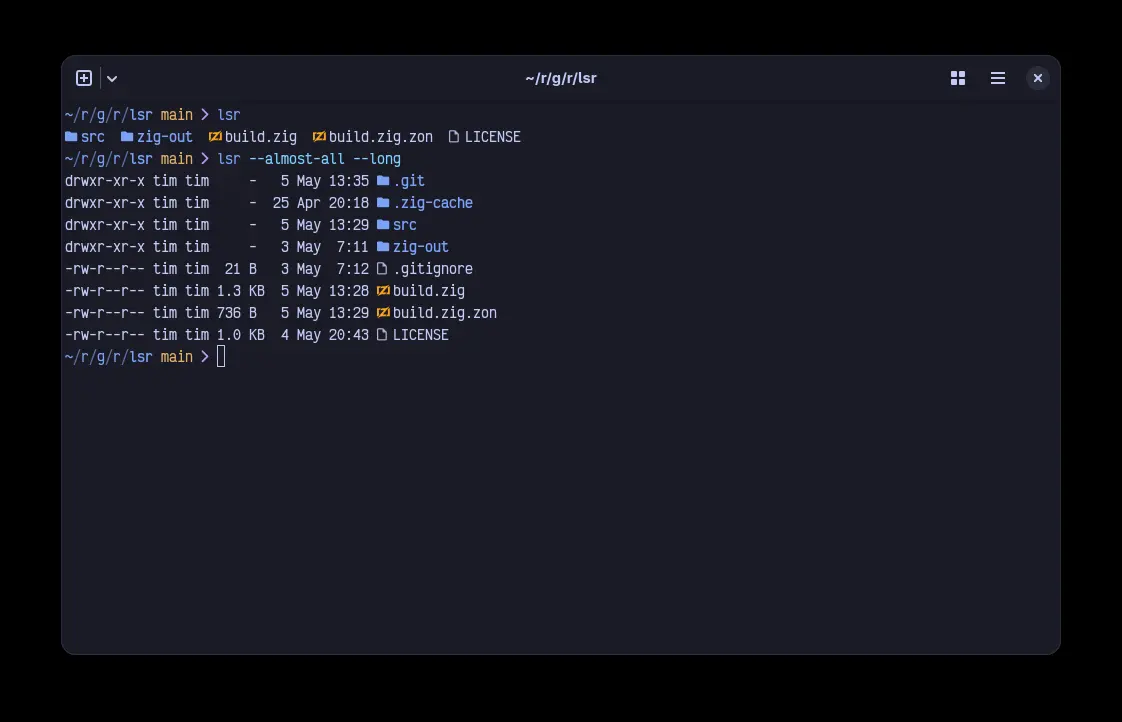 ~/r/g/r/lsr
~/r/g/r/lsr main > lsr
src zig-out build.zig build.zig.zon LICENSE
~/r/g/r/lsr main > lsr --almost-all --long
drwxr-xr-x tim tim - 5 May 13:35 .git
drwxr-xr-x tim tim - 25 Apr 20:18 .zig-cache
drwxr-xr-x tim tim - 5 May 13:29 src
drwxr-xr-x tim tim - 3 May 7:11 zig-out
-rw-r--r-- tim tim 21 B 3 May 7:12 .gitignore
-rw-r--r-- tim tim 1.3 KB 5 May 13:28 build.zig
-rw-r--r-- tim tim 736 B 5 May 13:29 build.zig.zon
-rw-r--r-- tim tim 1.0 KB 4 May 20:43 LICENSE
~/r/g/r/lsr main >